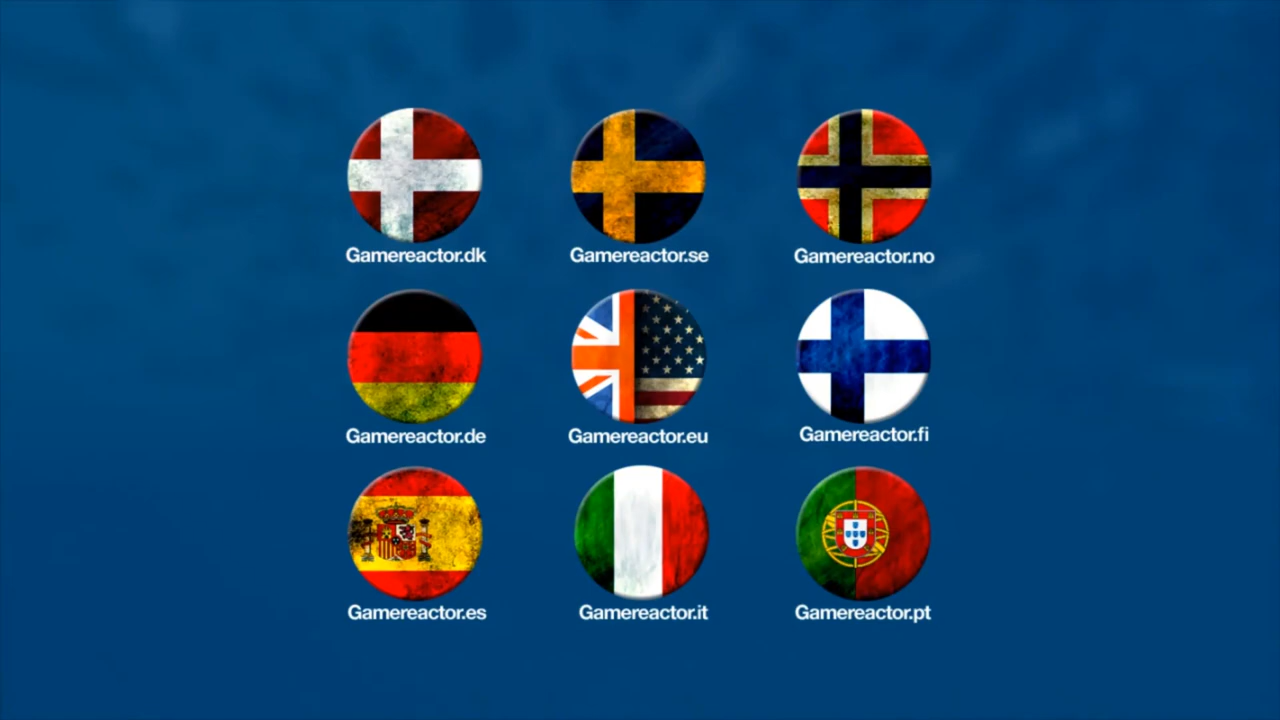 Gamereactor.dk
Gamereactor.se
Gamereactor.no
Gamereactor.de
Gamereactor.eu
Gamereactor.fi
Gamereactor.es
Gamereactor.it
Gamereactor.pt